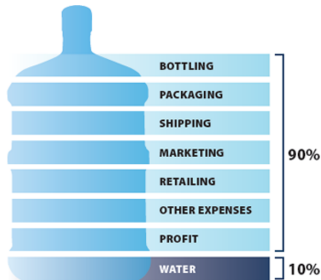 BOTTLING
PACKAGING
SHIPPING
MARKETING
90%
RETAILING
OTHER EXPENSES
PROFIT
WATER
10%